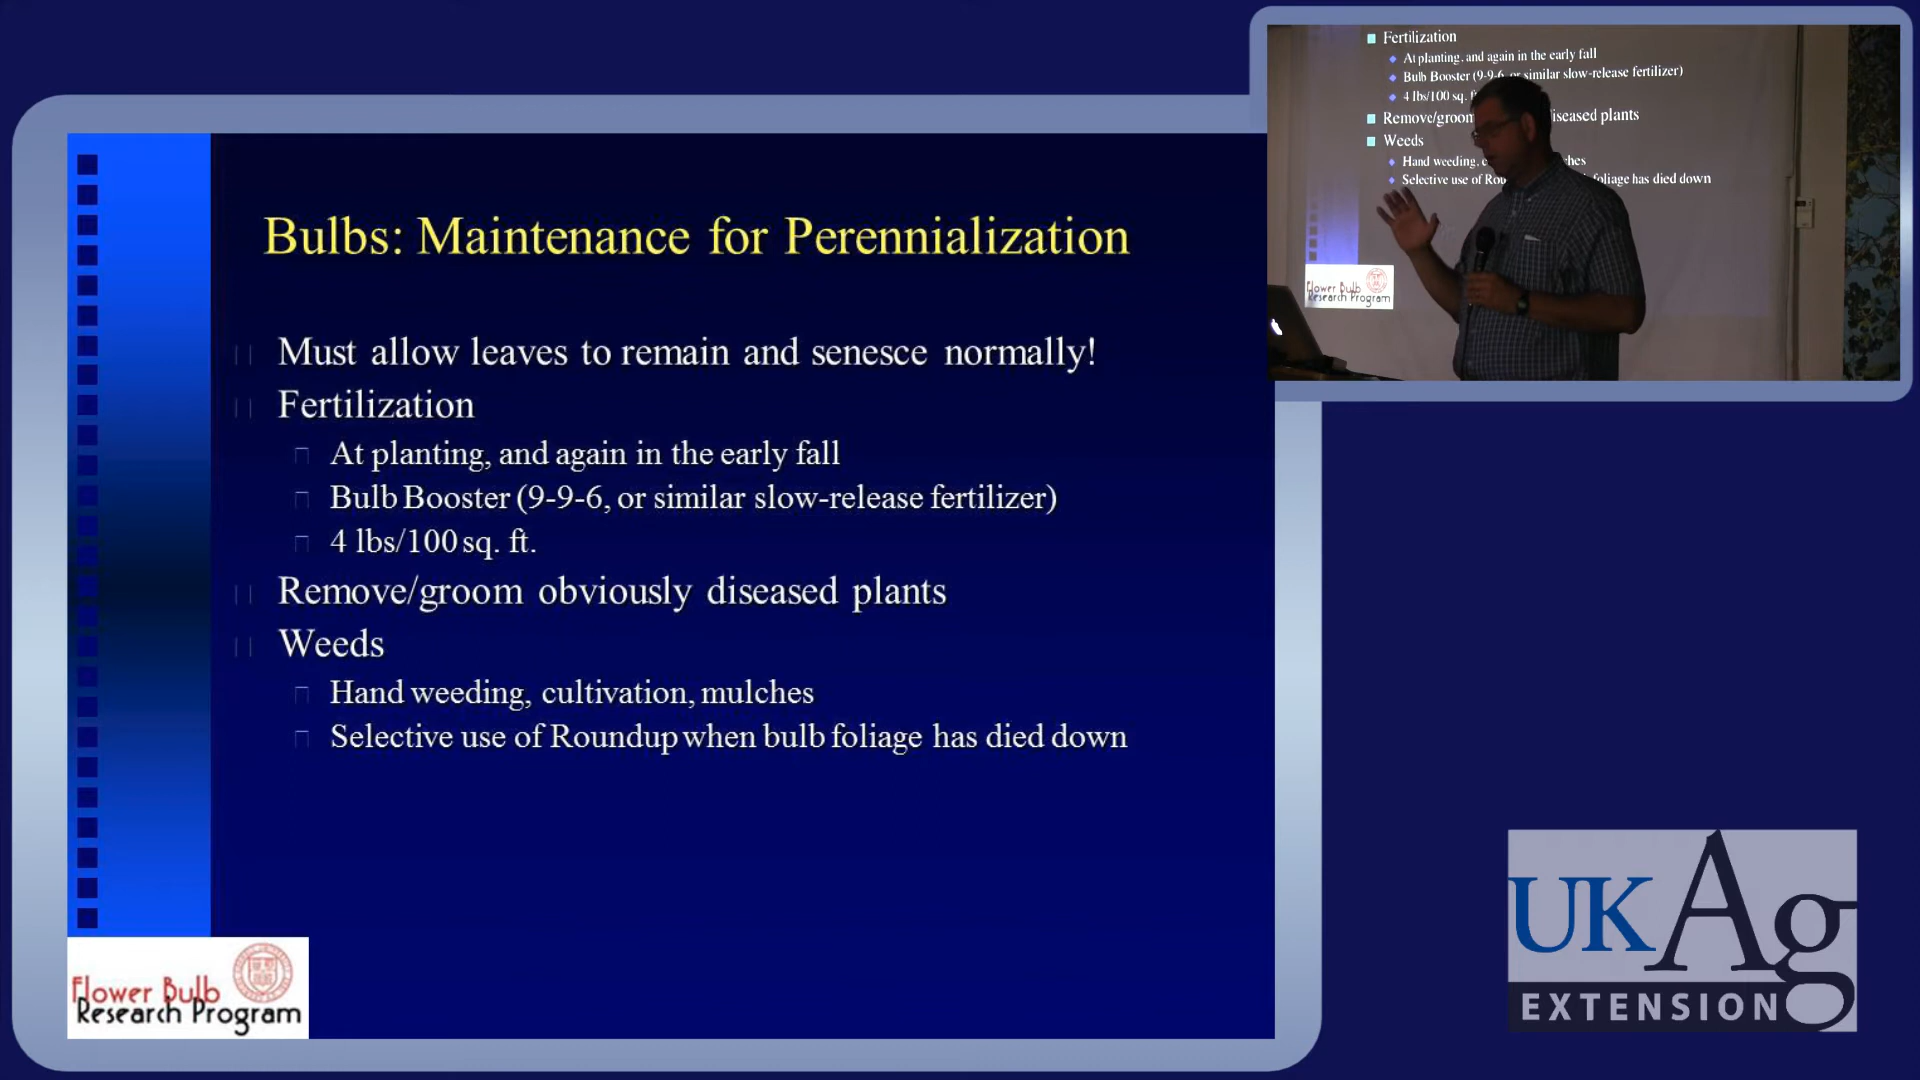 Bulbs: Maintenance for Perennialization
Must allow leaves to remain and senesce normally!
Fertilization
At planting, and again in the early fall
Bulb Booster (9-9-6, or similar slow-release fertilizer)
4 lbs/100 sq. ft.
Remove/groom obviously diseased plants
Weeds
Hand weeding, cultivation, mulches
Selective use of Roundup when bulb foliage has died down
Flower Bulb
Research Program
Fertilization
At planting, and again in the early fall
Bulb Booster (9-9-6, or similar slow-release fertilizer)
4 lbs/100 sq.
Remove/groom diseased plants
Weeds
Hand weeding,
Selective use of foliage has died down
Flower Bulb
Research Program
UKAg
EXTENSION